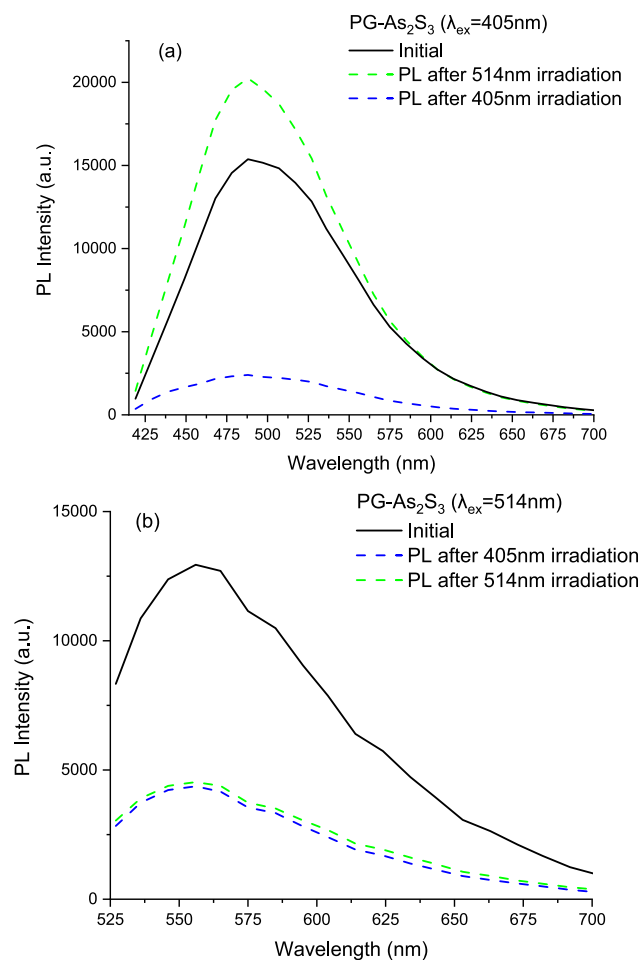 PG-As₂S₃ (λex=405nm)
(a)
Initial
PL after 514nm irradiation
PL after 405nm irradiation
20000
15000
10000
5000
0
PL Intensity (a.u.)
425 450 475 500 525 550 575 600 625 650 675 700
Wavelength (nm)
PG-As₂S₃ (λex=514nm)
(b)
Initial
PL after 405nm irradiation
PL after 514nm irradiation
15000
10000
5000
0
PL Intensity (a.u.)
525 550 575 600 625 650 675 700
Wavelength (nm)